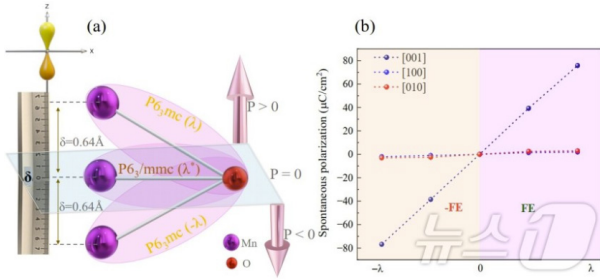 (a)
z
x
P6₃mc (λ)
P > 0
δ=0.64Å
δ
P6₃/mmc (λ*)
P = 0
δ=0.64Å
P6₃mc (-λ)
P < 0
Mn
O
(b)
Spontaneous polarization (μC/cm²)
80
60
40
20
0
-20
-40
-60
-80
[001]
[100]
[010]
-FE
FE
-λ
0
λ
뉴스1